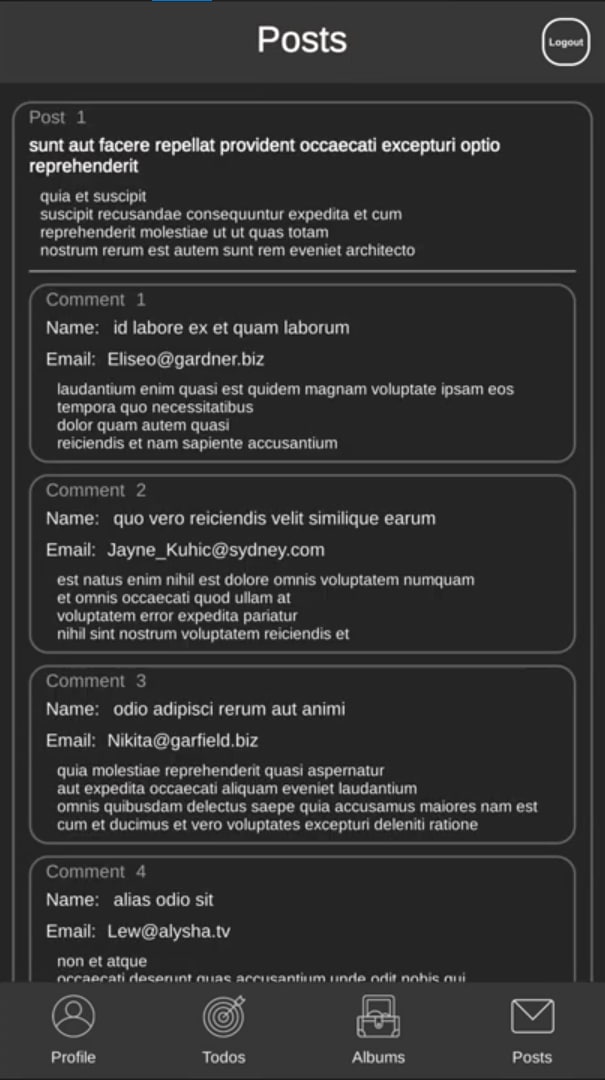 Posts
Logout
Post 1
sunt aut facere repellat provident occaecati excepturi optio
reprehenderit
quia et suscipit
suscipit recusandae consequuntur expedita et cum
reprehenderit molestiae ut ut quas totam
nostrum rerum est autem sunt rem eveniet architecto
Comment 1
Name: id labore ex et quam laborum
Email: Eliseo@gardner.biz
laudantium enim quasi est quidem magnam voluptate ipsam eos
tempora quo necessitatibus
dolor quam autem quasi
reiciendis et nam sapiente accusantium
Comment 2
Name: quo vero reiciendis velit similique earum
Email: Jayne_Kuhic@sydney.com
est natus enim nihil est dolore omnis voluptatem numquam
et omnis occaecati quod ullam at
voluptatem error expedita pariatur
nihil sint nostrum voluptatem reiciendis et
Comment 3
Name: odio adipisci rerum aut animi
Email: Nikita@garfield.biz
quia molestiae reprehenderit quasi aspernatur
aut expedita occaecati aliquam eveniet laudantium
omnis quibusdam delectus saepe quia accusamus maiores nam est
cum et ducimus et vero voluptates excepturi deleniti ratione
Comment 4
Name: alias odio sit
Email: Lew@alysha.tv
non et atque
occaecati deserunt quas accusantium unde odit nobis qui
Profile
Todos
Albums
Posts